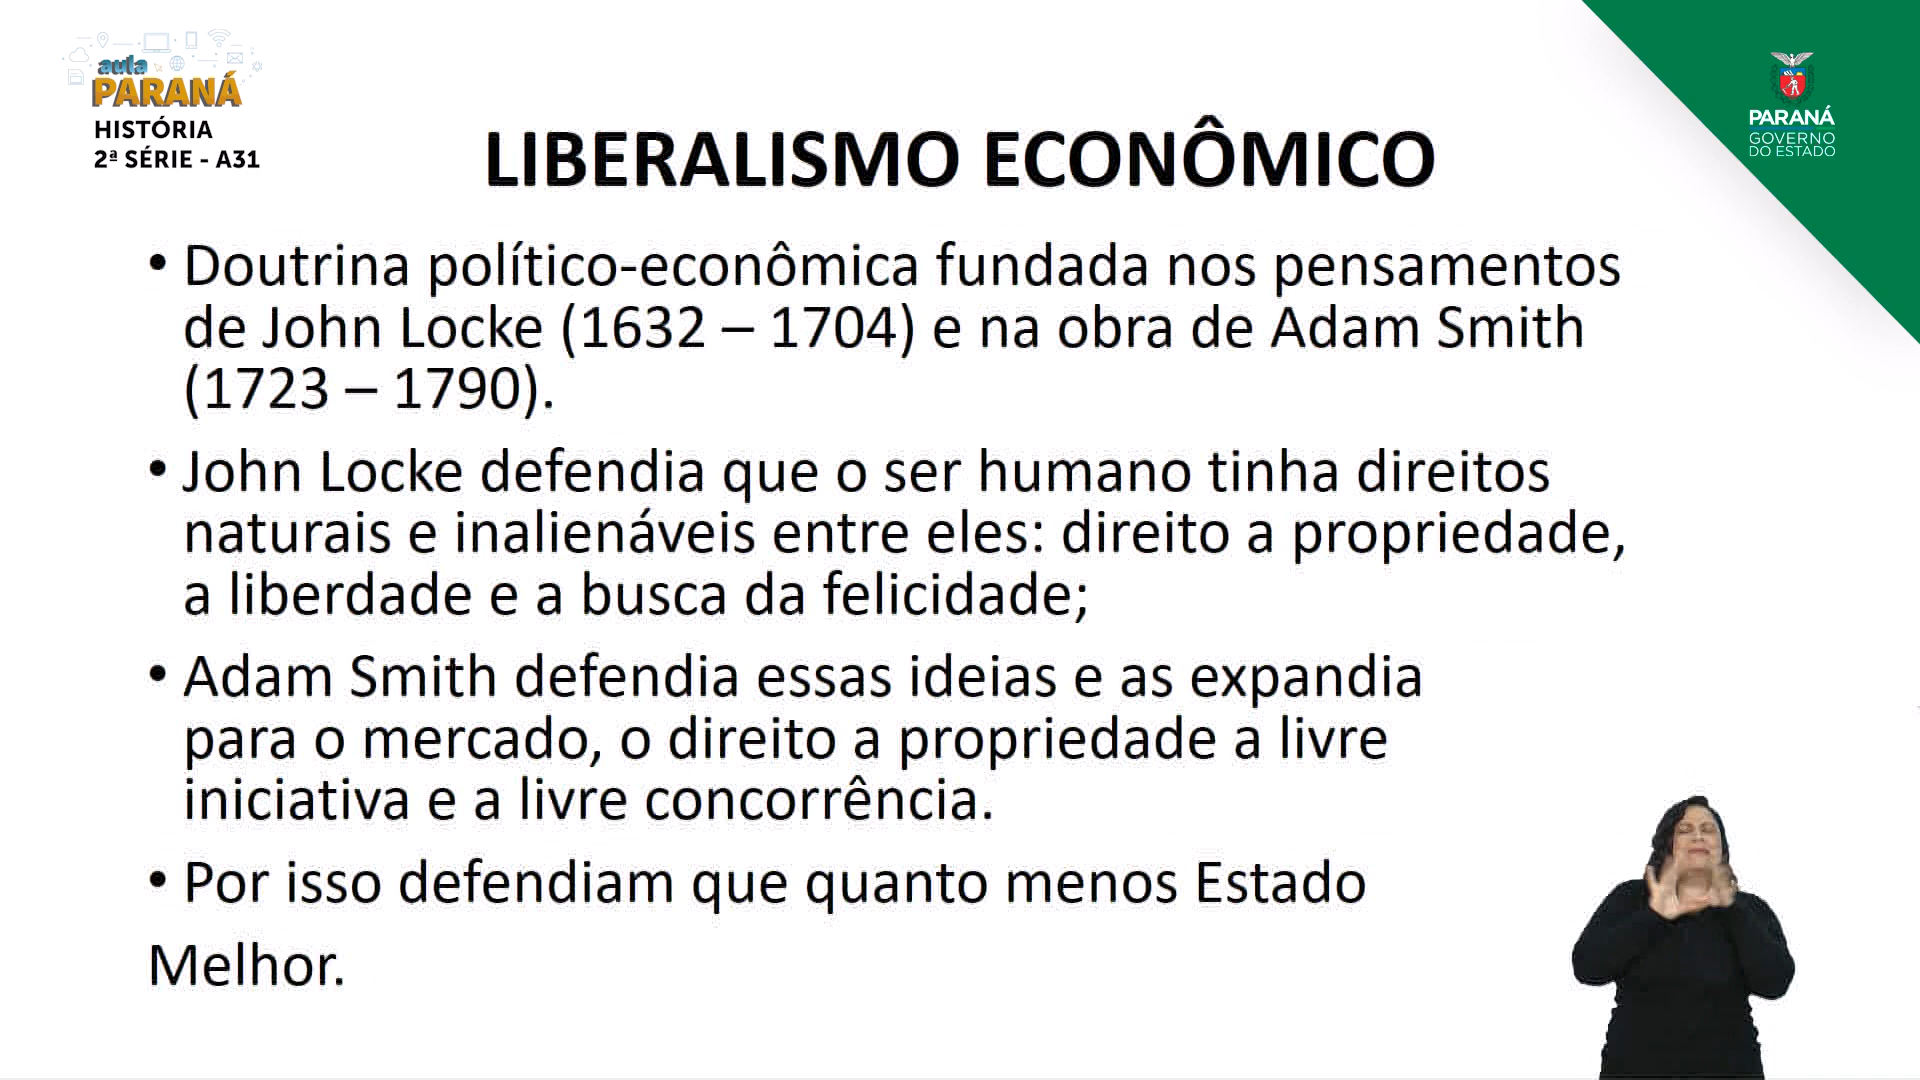 aula
PARANÁ
HISTÓRIA
2ª SÉRIE - A31
PARANÁ
GOVERNO
DO ESTADO
LIBERALISMO ECONÔMICO
• Doutrina político-econômica fundada nos pensamentos
de John Locke (1632 – 1704) e na obra de Adam Smith
(1723 – 1790).
• John Locke defendia que o ser humano tinha direitos
naturais e inalienáveis entre eles: direito a propriedade,
a liberdade e a busca da felicidade;
• Adam Smith defendia essas ideias e as expandia
para o mercado, o direito a propriedade a livre
iniciativa e a livre concorrência.
• Por isso defendiam que quanto menos Estado
Melhor.